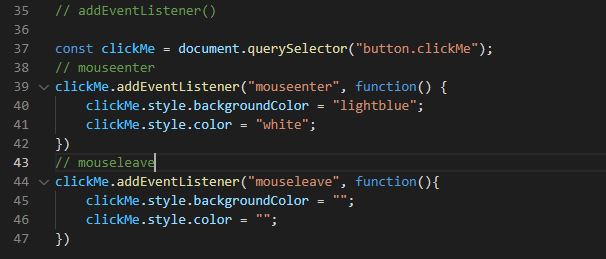 35 // addEventListener()
36
37 const clickMe = document.querySelector("button.clickMe");
38 // mouseenter
39 clickMe.addEventListener("mouseenter", function() {
40     clickMe.style.backgroundColor = "lightblue";
41     clickMe.style.color = "white";
42 })
43 // mouseleave
44 clickMe.addEventListener("mouseleave", function(){
45     clickMe.style.backgroundColor = "";
46     clickMe.style.color = "";
47 })